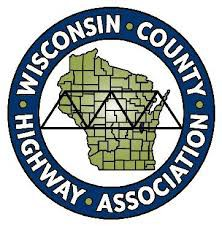 WISCONSIN · COUNTY
· HIGHWAY · ASSOCIATION ·